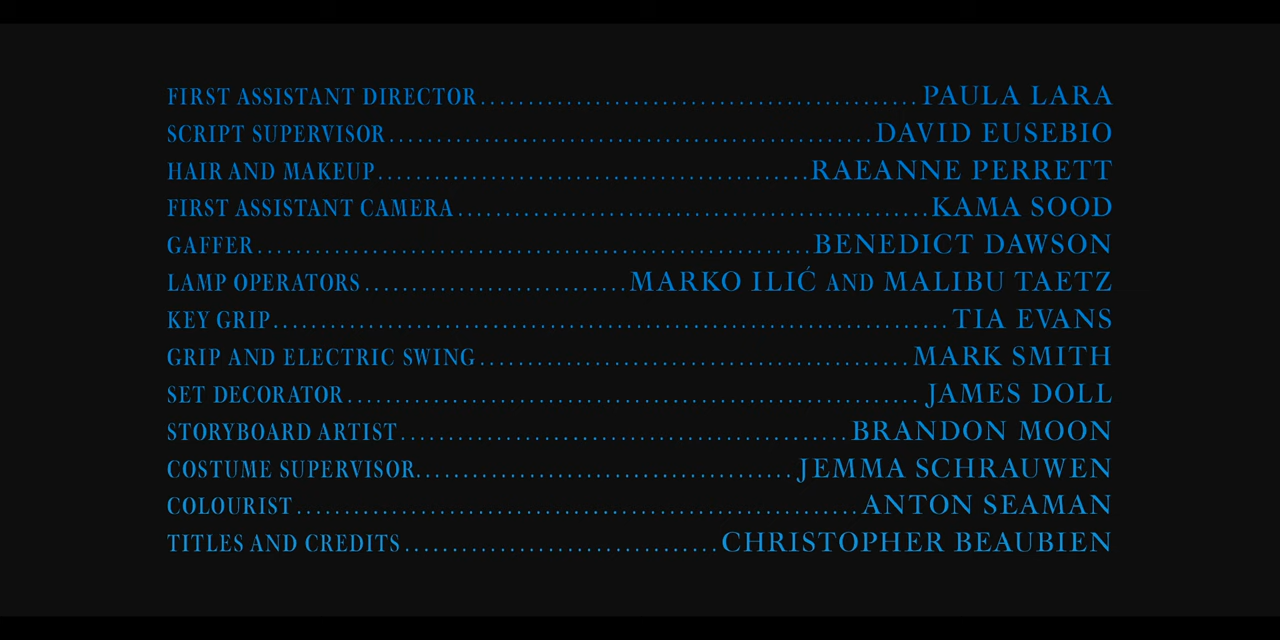 FIRST ASSISTANT DIRECTOR................................................PAULA LARA
SCRIPT SUPERVISOR....................................................DAVID EUSEBIO
HAIR AND MAKEUP...............................................RAEANNE PERRETT
FIRST ASSISTANT CAMERA...................................................KAMA SOOD
GAFFER............................................................BENEDICT DAWSON
LAMP OPERATORS............................MARKO ILIĆ AND MALIBU TAETZ
KEY GRIP.........................................................................TIA EVANS
GRIP AND ELECTRIC SWING..............................................MARK SMITH
SET DECORATOR..............................................................JAMES DOLL
STORYBOARD ARTIST................................................BRANDON MOON
COSTUME SUPERVISOR.........................................JEMMA SCHRAUWEN
COLOURIST.............................................................ANTON SEAMAN
TITLES AND CREDITS..................................CHRISTOPHER BEAUBIEN